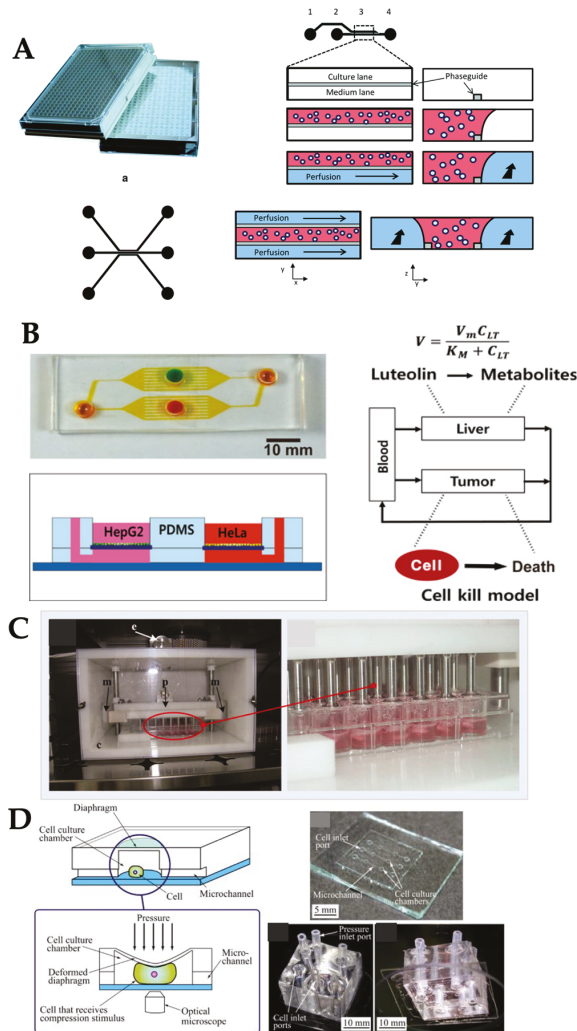 A
a
1 2 3 4
Culture lane
Medium lane
Phaseguide
Perfusion
Perfusion
Perfusion
y
x
z
Y
B
10 mm
HepG2 PDMS HeLa
V = VmCLT / KM + CLT
Luteolin Metabolites
Blood
Liver
Tumor
Cell Death
Cell kill model
C
e
m p m
c
D
Diaphragm
Cell culture
chamber
Microchannel
Cell
Pressure
Cell culture
chamber
Deformed
diaphragm
Micro-
channel
Cell that receives
compression stimulus
Optical
microscope
Cell inlet
port
Microchannel
Cell culture
chambers
5 mm
Pressure
inlet port
Cell inlet
ports
10 mm
10 mm